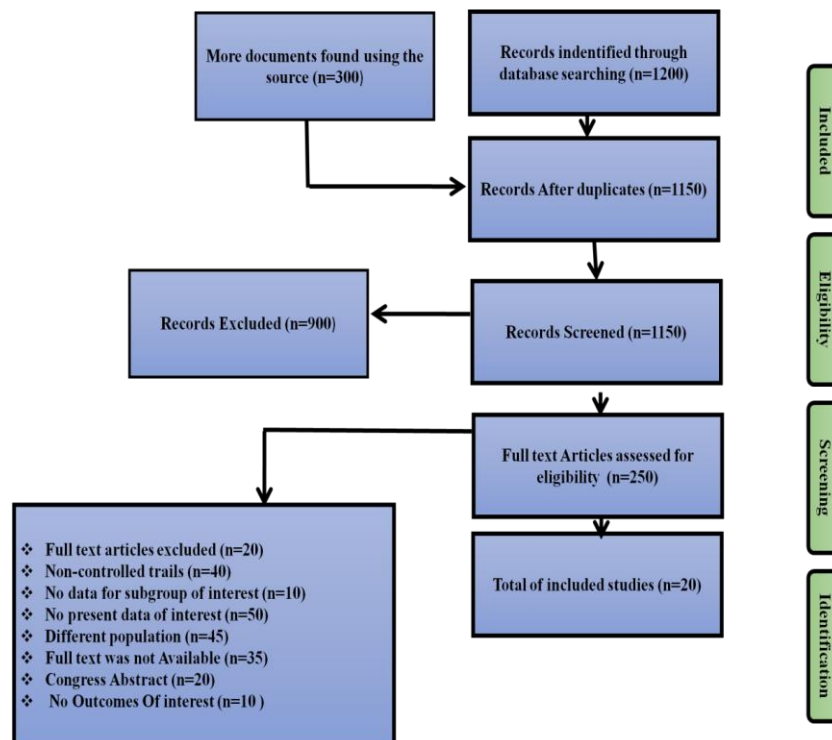 More documents found using the
source (n=300)
Records indentified through
database searching (n=1200)
Records After duplicates (n=1150)
Records Excluded (n=900)
Records Screened (n=1150)
Full text Articles assessed for
eligibility (n=250)
❖ Full text articles excluded (n=20)
❖ Non-controlled trails (n=40)
❖ No data for subgroup of interest (n=10)
❖ No present data of interest (n=50)
❖ Different population (n=45)
❖ Full text was not Available (n=35)
❖ Congress Abstract (n=20)
❖ No Outcomes Of interest (n=10 )
Total of included studies (n=20)
Included
Eligibility
Screening
Identification